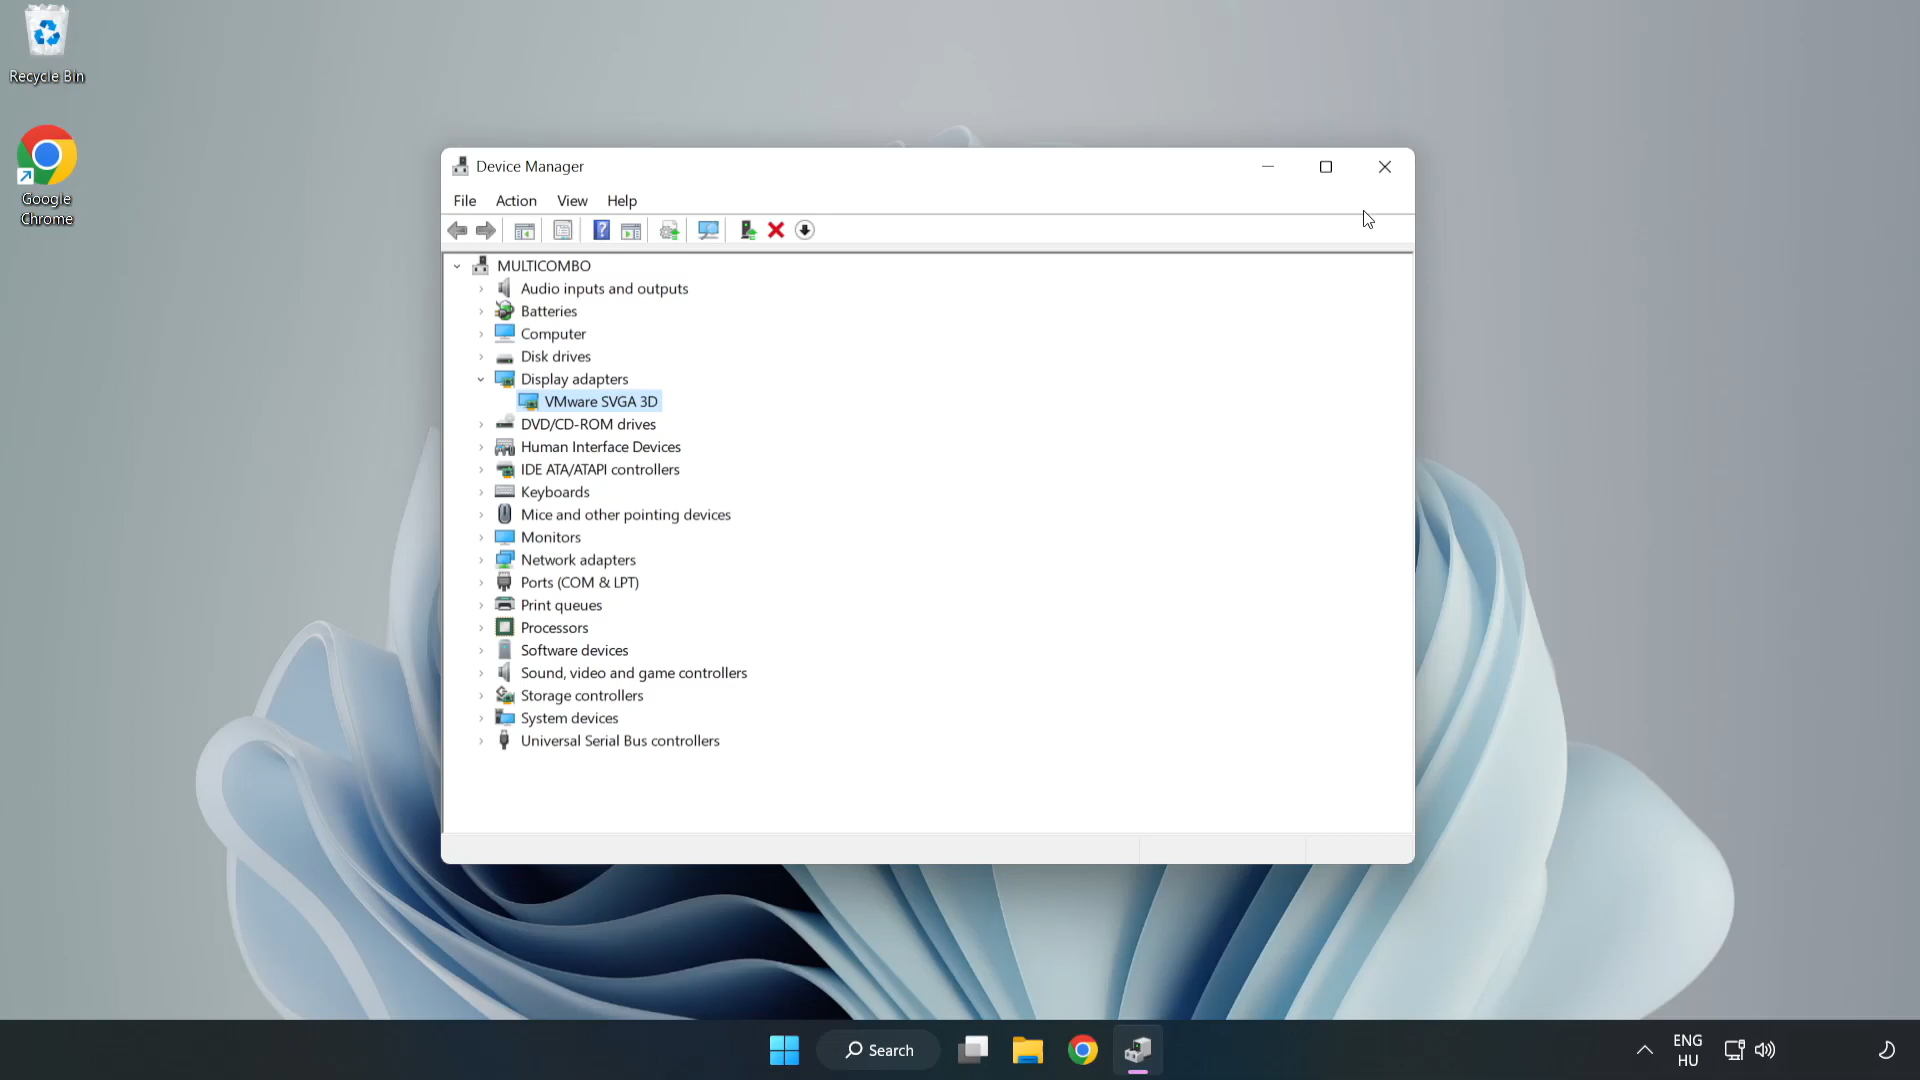 Recycle Bin
Google
Chrome
Device Manager
File Action View Help
MULTICOMBO
Audio inputs and outputs
Batteries
Computer
Disk drives
Display adapters
VMware SVGA 3D
DVD/CD-ROM drives
Human Interface Devices
IDE ATA/ATAPI controllers
Keyboards
Mice and other pointing devices
Monitors
Network adapters
Ports (COM & LPT)
Print queues
Processors
Software devices
Sound, video and game controllers
Storage controllers
System devices
Universal Serial Bus controllers
Search
ENG
HU